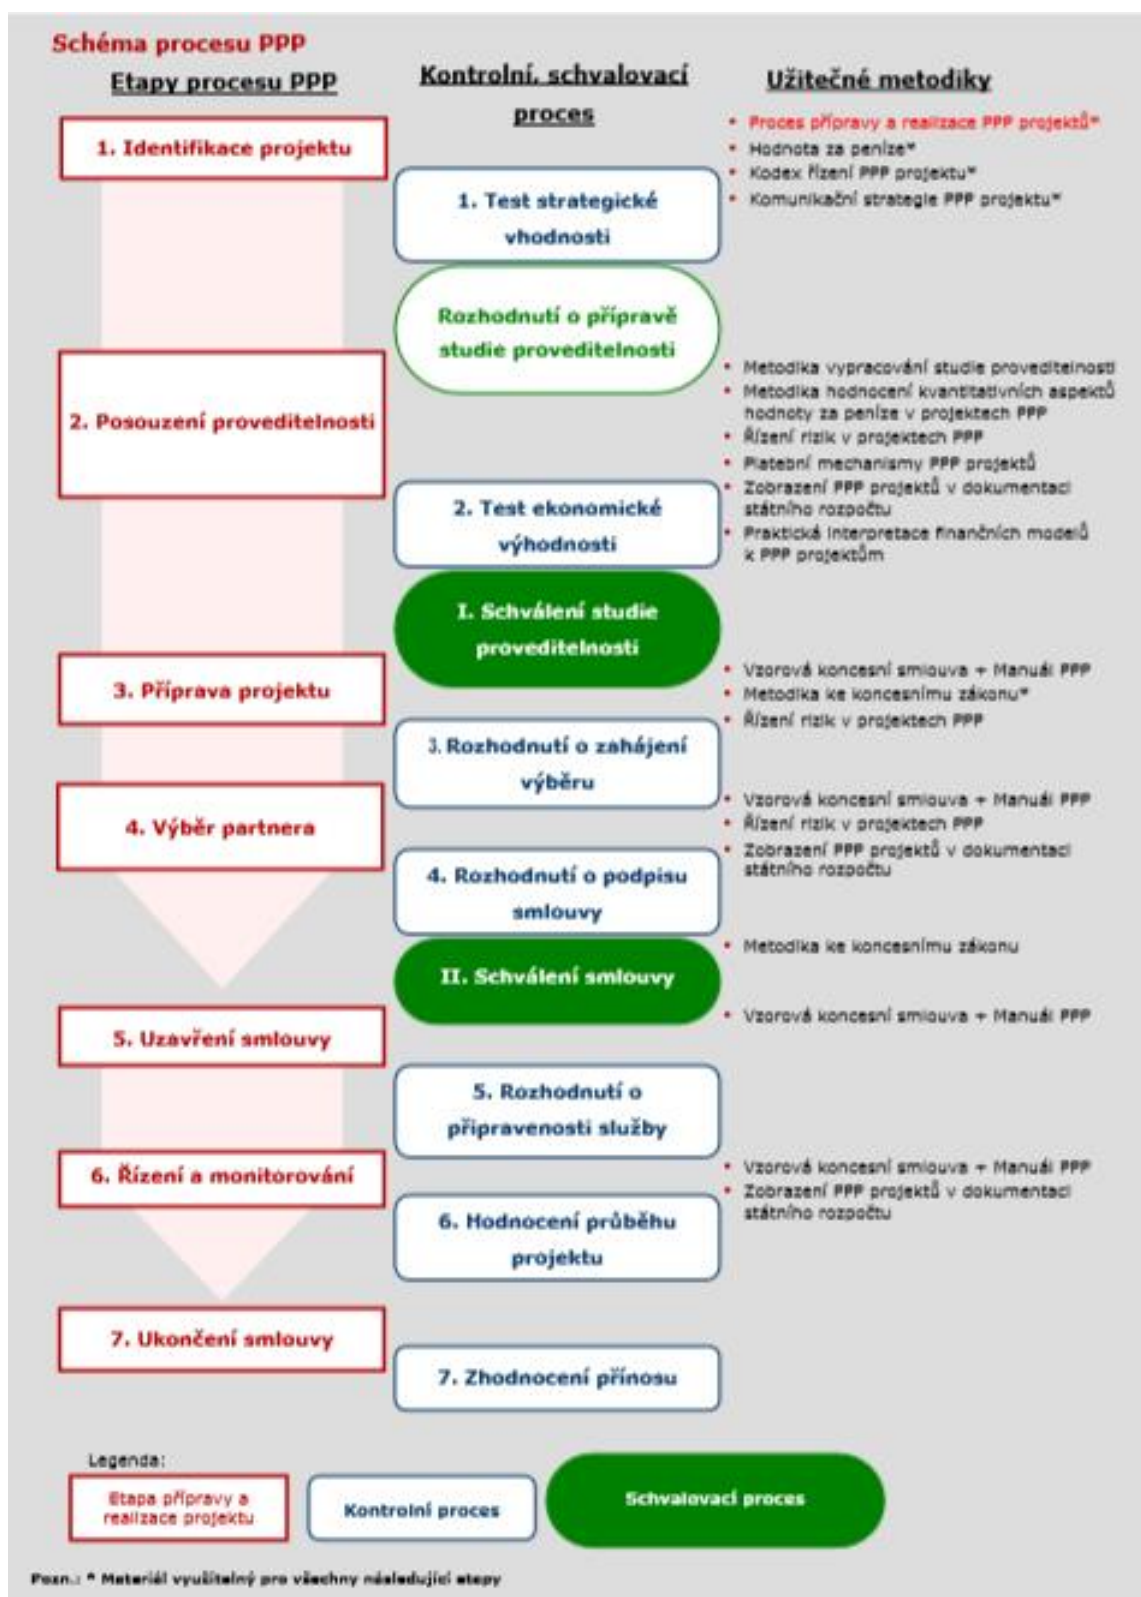 Schéma procesu PPP
Etapy procesu PPP
Kontrolní, schvalovací
proces
Užitečné metodiky
1. Identifikace projektu
1. Test strategické
vhodnosti
Rozhodnutí o přípravě
studie proveditelnosti
2. Posouzení proveditelnosti
2. Test ekonomické
výhodnosti
I. Schválení studie
proveditelnosti
3. Příprava projektu
3. Rozhodnutí o zahájení
výběru
4. Výběr partnera
4. Rozhodnutí o podpisu
smlouvy
II. Schválení smlouvy
5. Uzavření smlouvy
5. Rozhodnutí o
připravenosti služby
6. Řízení a monitorování
6. Hodnocení průběhu
projektu
7. Ukončení smlouvy
7. Zhodnocení přínosu
• Proces přípravy a realizace PPP projektů*
• Hodnota za peníze*
• Kodex řízení PPP projektu*
• Komunikační strategie PPP projektu*
• Metodika vypracování studie proveditelnosti
• Metodika hodnocení kvantitativních aspektů
hodnoty za peníze v projektech PPP
• Řízení rizik v projektech PPP
• Platební mechanismy PPP projektů
• Zobrazení PPP projektů v dokumentaci
státního rozpočtu
• Praktická interpretace finančních modelů
k PPP projektům
• Vzorová koncesní smlouva + Manuál PPP
• Metodika ke koncesnímu zákonu*
• Řízení rizik v projektech PPP
• Vzorová koncesní smlouva + Manuál PPP
• Řízení rizik v projektech PPP
• Zobrazení PPP projektů v dokumentaci
státního rozpočtu
• Metodika ke koncesnímu zákonu
• Vzorová koncesní smlouva + Manuál PPP
• Vzorová koncesní smlouva + Manuál PPP
• Zobrazení PPP projektů v dokumentaci
státního rozpočtu
Legenda:
Etapa přípravy a
realizace projektu
Kontrolní proces
Schvalovací proces
Pozn.: * Materiál využitelný pro všechny následující etapy